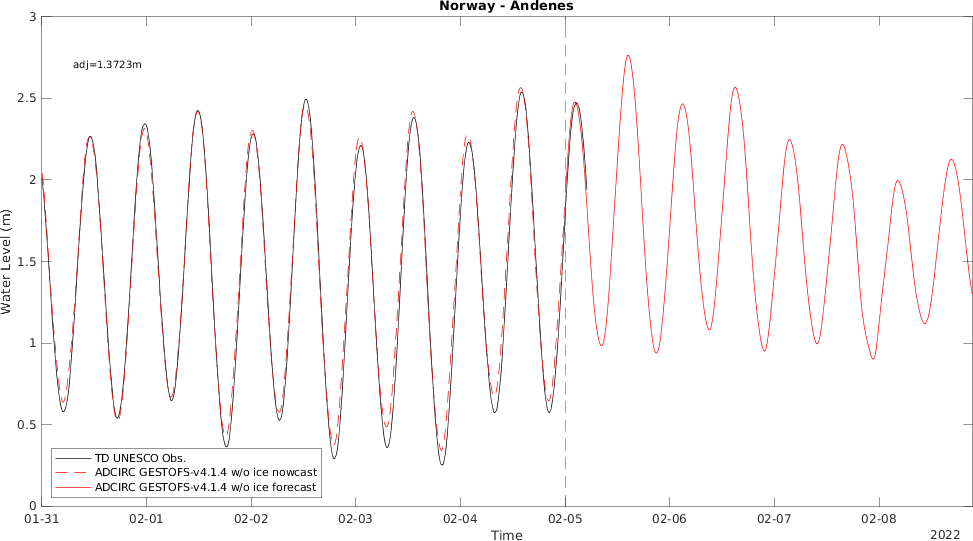 Norway - Andenes
3
adj=1.3723m
2.5
2
1.5
1
0.5
0
Water Level (m)
TD UNESCO Obs.
ADCIRC GESTOFS-v4.1.4 w/o ice nowcast
ADCIRC GESTOFS-v4.1.4 w/o ice forecast
01-31 02-01 02-02 02-03 02-04 02-05 02-06 02-07 02-08
Time
2022